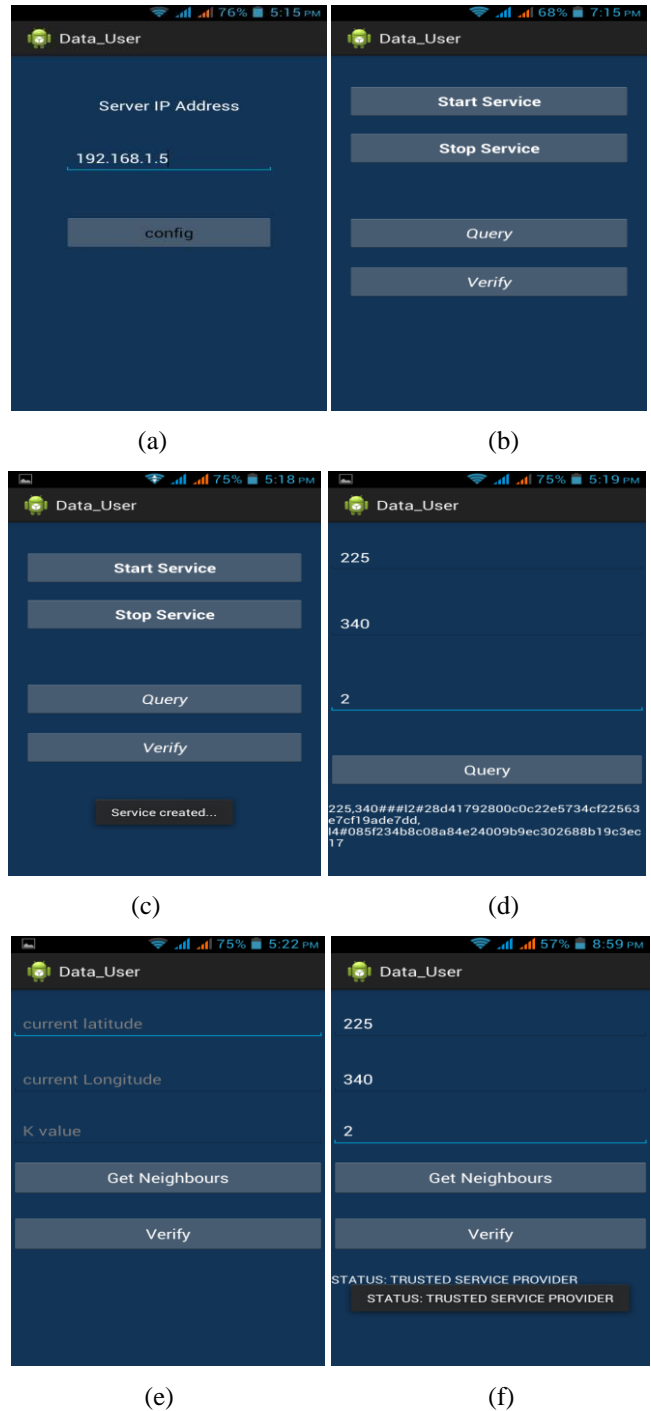 76% 5:15 PM
Data_User
Server IP Address
192.168.1.5
config
(a)
68% 7:15 PM
Data_User
Start Service
Stop Service
Query
Verify
(b)
75% 5:18 PM
Data_User
Start Service
Stop Service
Query
Verify
Service created...
(c)
75% 5:19 PM
Data_User
225
340
2
Query
225,340###l2#28d41792800c0c22e5734cf22563
e7cf19ade7dd,
l4#085f234b8c08a84e24009b9ec302688b19c3ec
17
(d)
75% 5:22 PM
Data_User
current latitude
current Longitude
K value
Get Neighbours
Verify
(e)
57% 8:59 PM
Data_User
225
340
2
Get Neighbours
Verify
STATUS: TRUSTED SERVICE PROVIDER
STATUS: TRUSTED SERVICE PROVIDER
(f)